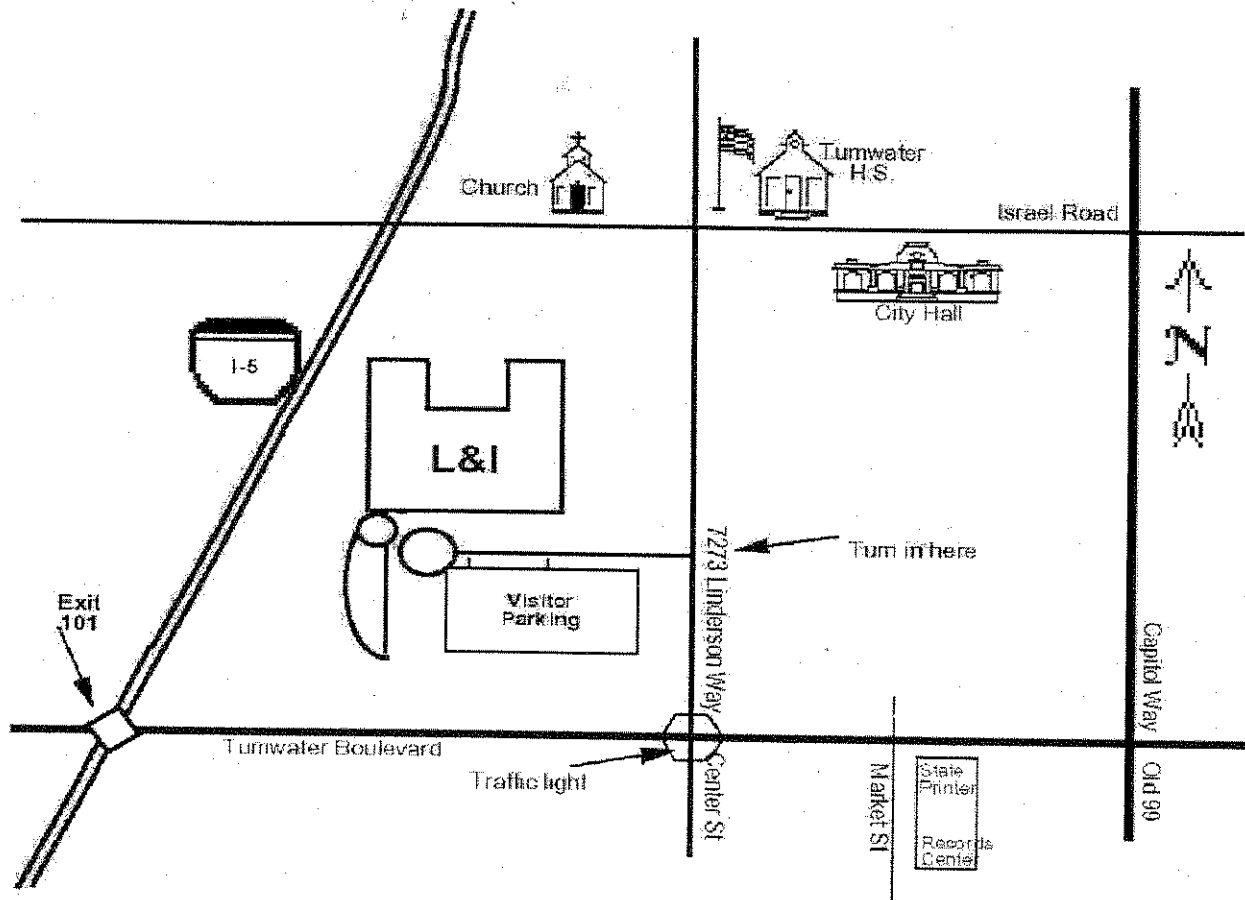 Church
Tumwater
H.S.
Israel Road
City Hall
N
I-5
L&I
7273 Linderson Way
Turn in here
Visitor
Parking
Exit
101
Capitol Way
Tumwater Boulevard
Traffic light
Center St
Market St
State
Printer
Records
Center
Old 99